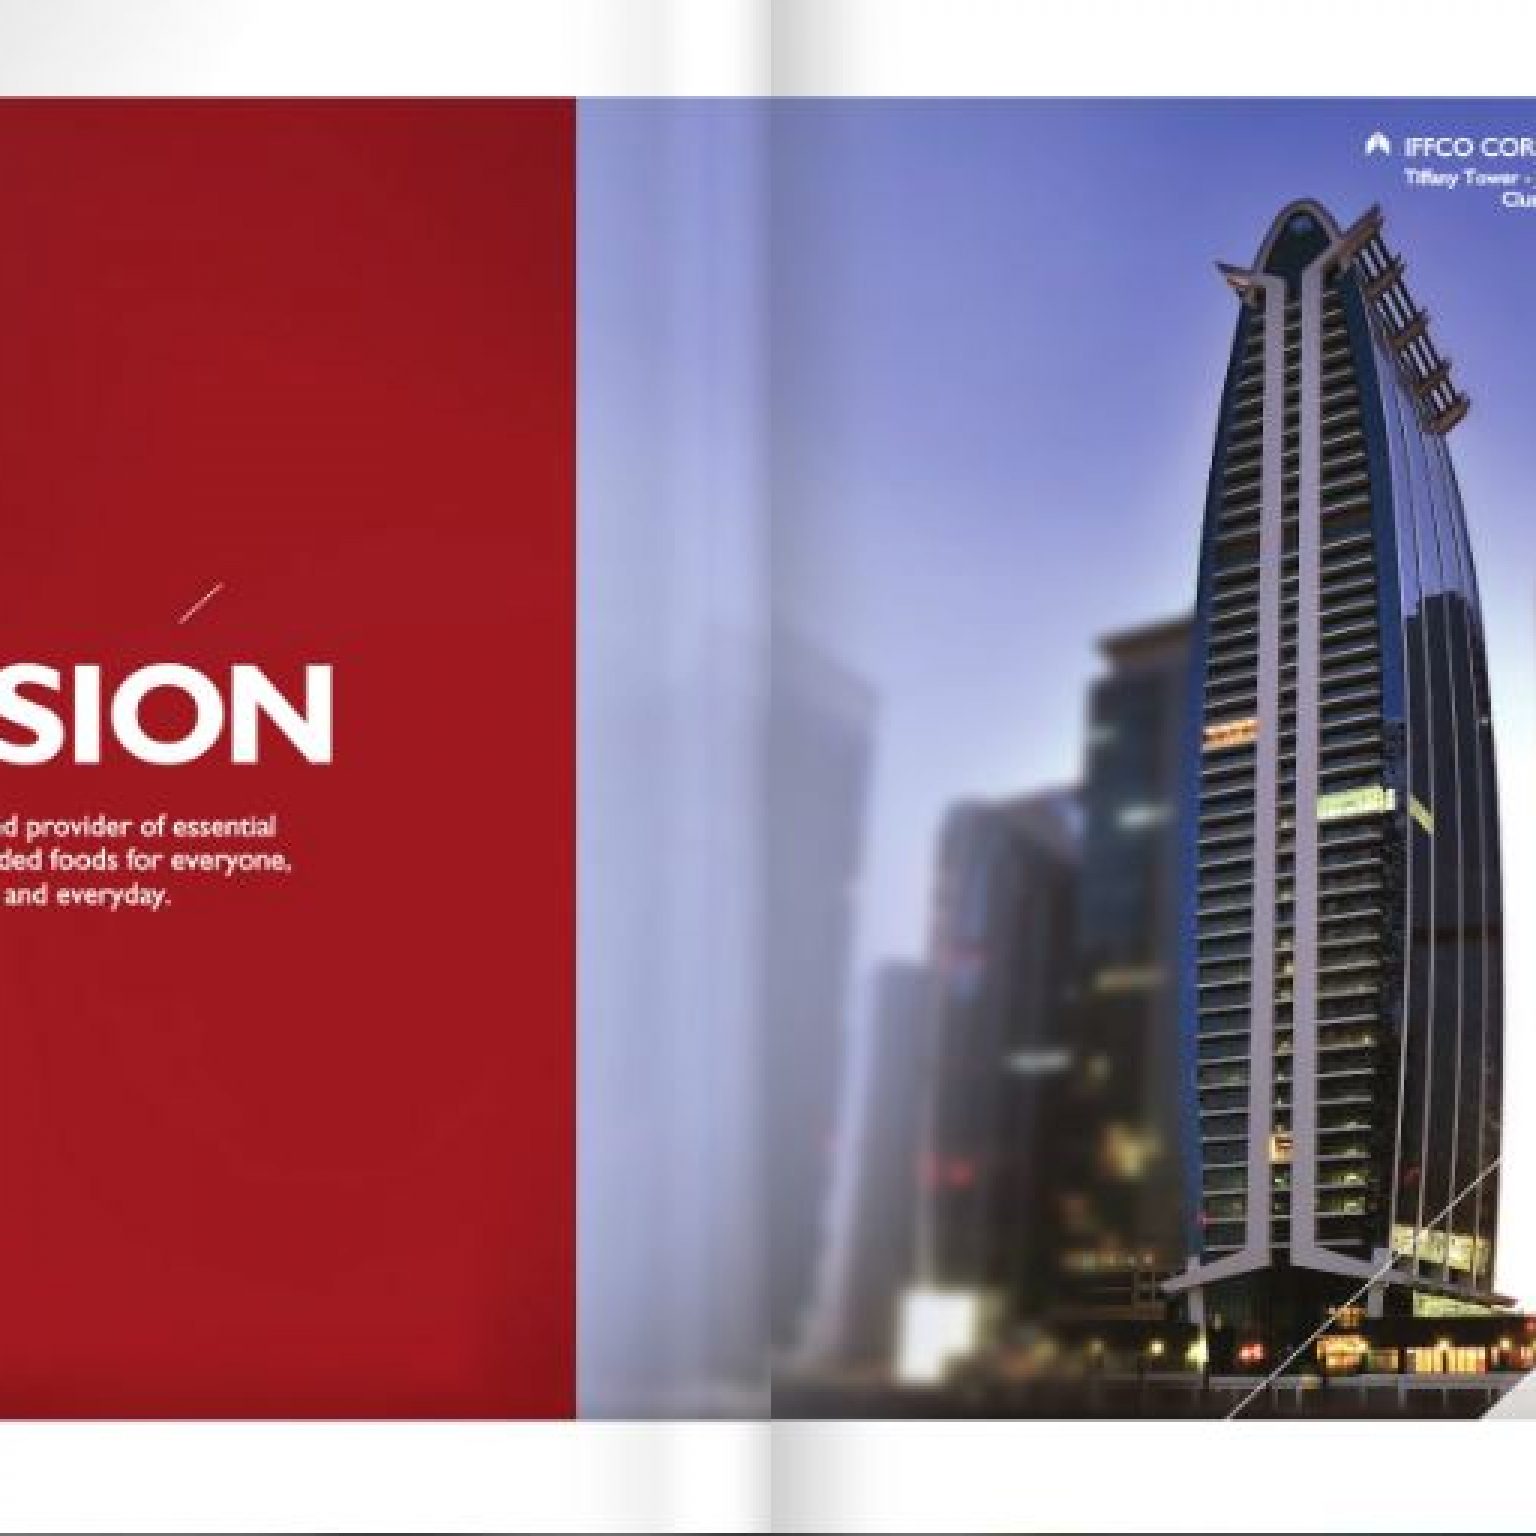 SION
d provider of essential
ded foods for everyone,
and everyday.
IFFCO COR
Tiffany Tower -
Clu